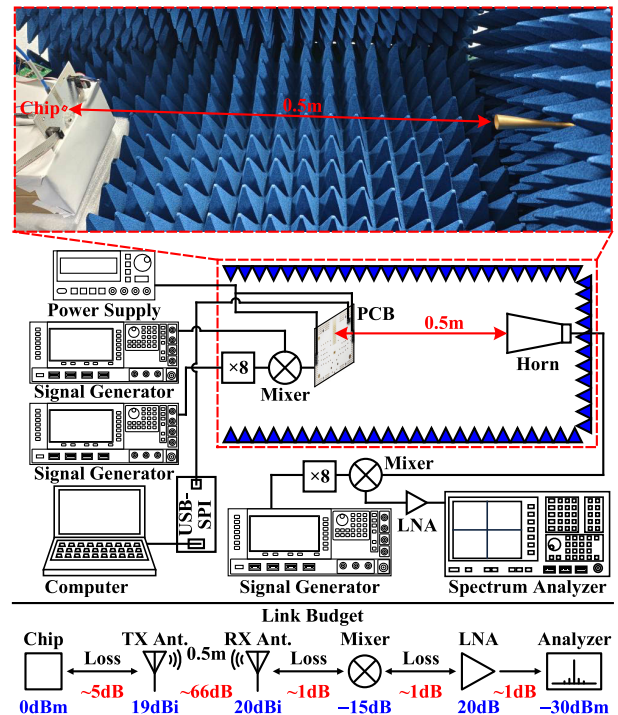 Chip
0.5m
Power Supply
PCB
0.5m
×8
Mixer
Horn
Signal Generator
Signal Generator
USB-
SPI
×8
Mixer
LNA
Computer
Signal Generator
Spectrum Analyzer
Link Budget
Chip
TX Ant.
RX Ant.
Mixer
LNA
Analyzer
Loss
0.5m
Loss
Loss
~5dB
~66dB
~1dB
~1dB
~1dB
0dBm
19dBi
20dBi
−15dB
20dB
−30dBm